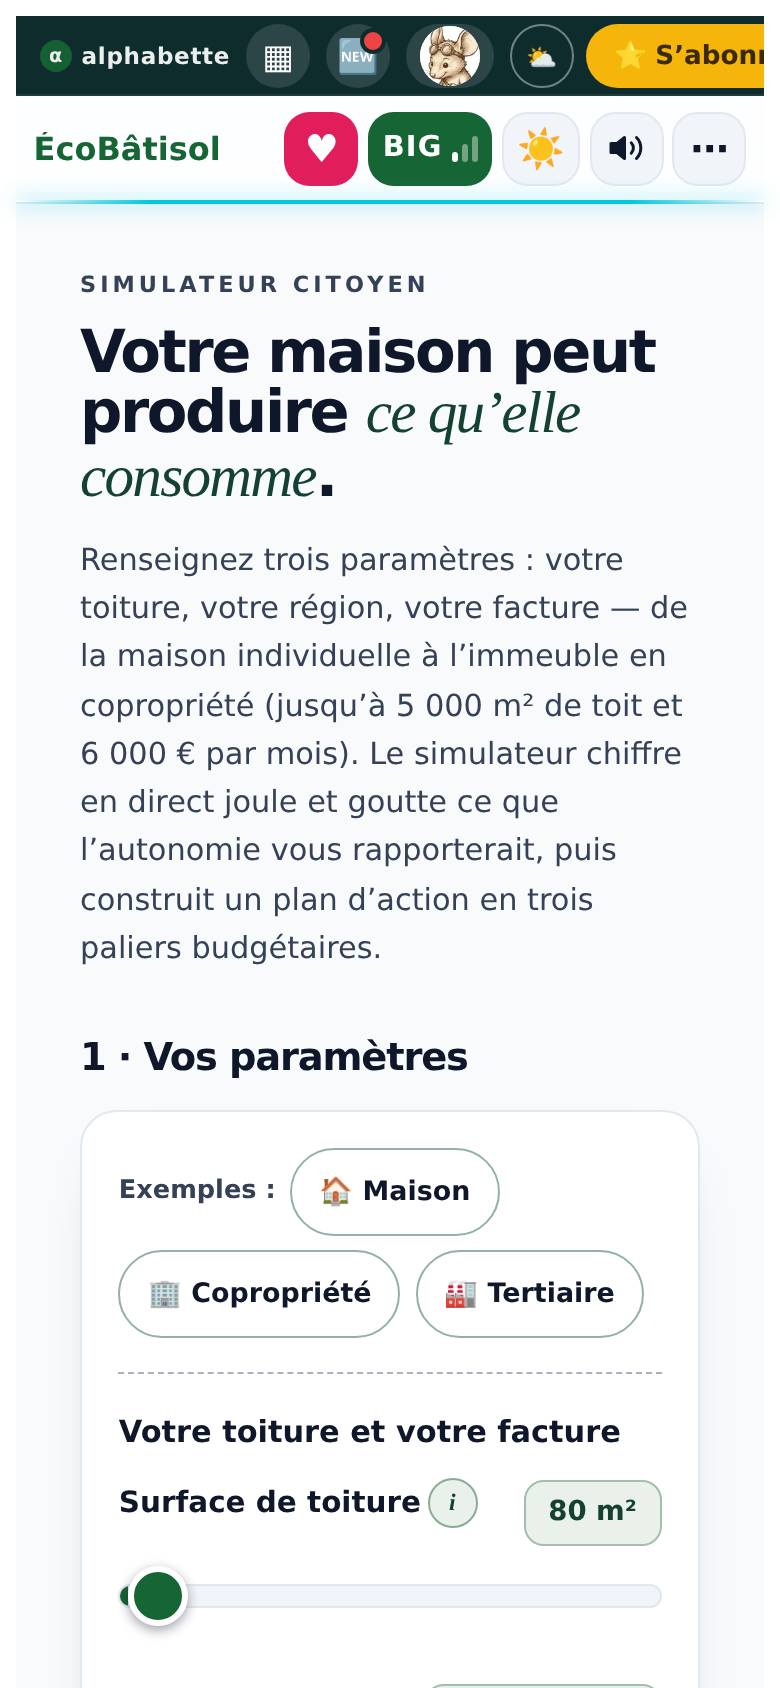 α alphabette NEW ⭐ S’abonn
ÉcoBâtisol ♥ BIG ...
SIMULATEUR CITOYEN
Votre maison peut
produire ce qu’elle
consomme.
Renseignez trois paramètres : votre
toiture, votre région, votre facture — de
la maison individuelle à l’immeuble en
copropriété (jusqu’à 5 000 m² de toit et
6 000 € par mois). Le simulateur chiffre
en direct joule et goutte ce que
l’autonomie vous rapporterait, puis
construit un plan d’action en trois
paliers budgétaires.
1 · Vos paramètres
Exemples : 🏠 Maison
🏢 Copropriété 🏭 Tertiaire
Votre toiture et votre facture
Surface de toiture i 80 m²